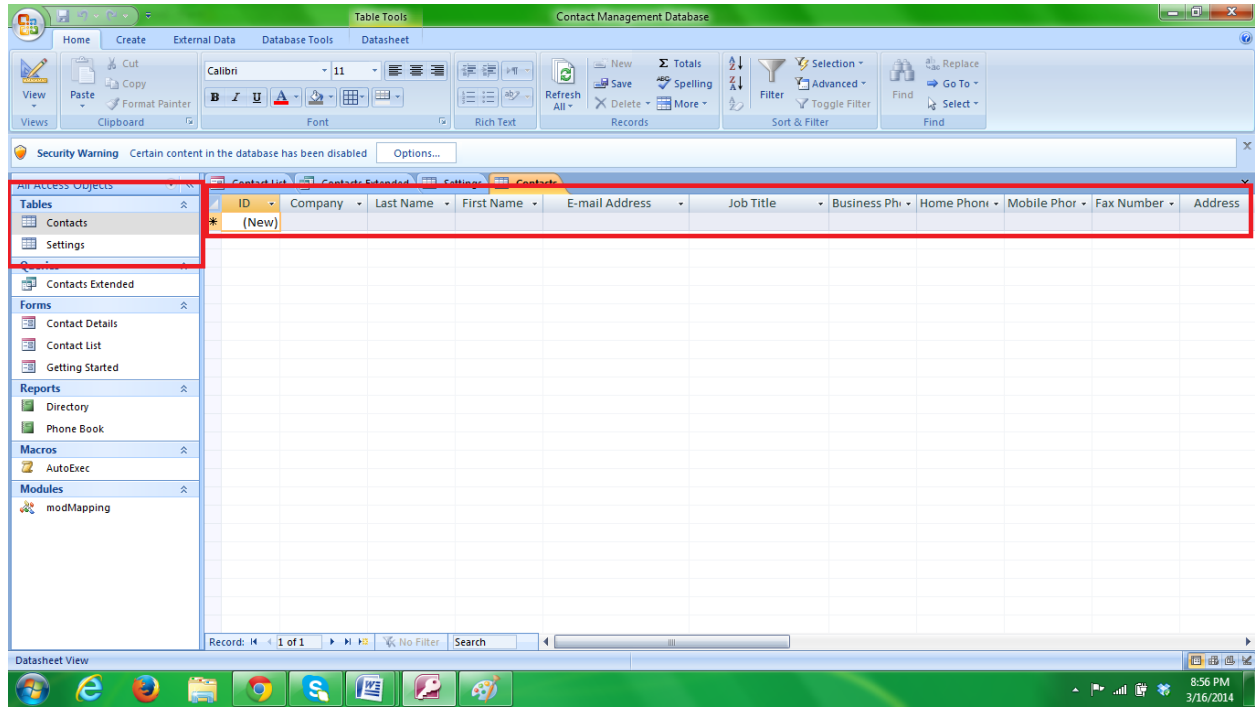 Table Tools Contact Management Database
Home Create External Data Database Tools Datasheet
View
Views
Paste
Cut
Copy
Format Painter
Clipboard
Calibri 11
B I U A
Font
Rich Text
Refresh All
New
Save
Delete
Σ Totals
Spelling
More
Records
Filter
Selection
Advanced
Toggle Filter
Sort & Filter
Find
Replace
Go To
Select
Find
Security Warning Certain content in the database has been disabled Options...
All Access Objects
Contact List Contacts Extended Settings Contacts
Tables
Contacts
Settings
Queries
Contacts Extended
Forms
Contact Details
Contact List
Getting Started
Reports
Directory
Phone Book
Macros
AutoExec
Modules
modMapping
ID Company Last Name First Name E-mail Address Job Title Business Pho Home Phone Mobile Phor Fax Number Address
* (New)
Record: 1 of 1 No Filter Search
Datasheet View
8:56 PM
3/16/2014